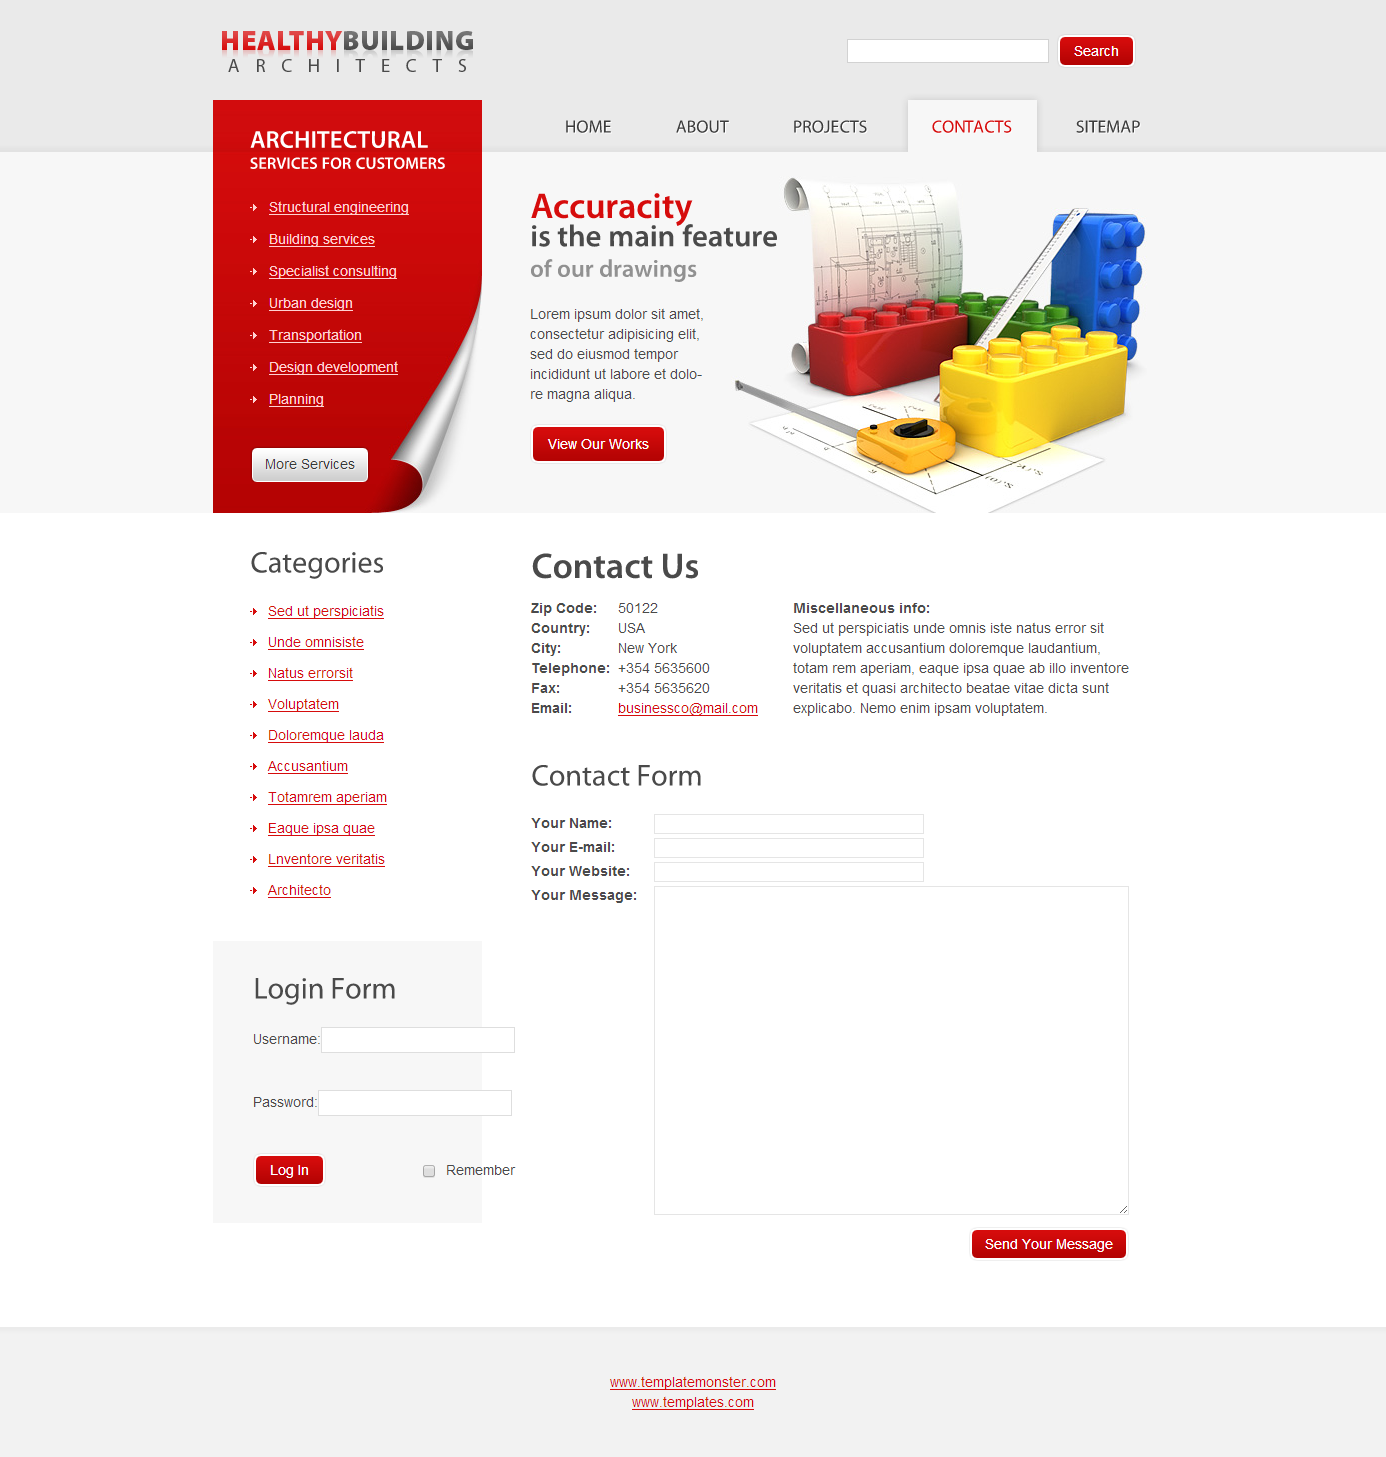 HEALTHYBUILDING
ARCHITECTS
Search
HOME
ABOUT
PROJECTS
CONTACTS
SITEMAP
ARCHITECTURAL
SERVICES FOR CUSTOMERS
Structural engineering
Building services
Specialist consulting
Urban design
Transportation
Design development
Planning
More Services
Accuracity
is the main feature
of our drawings
Lorem ipsum dolor sit amet,
consectetur adipisicing elit,
sed do eiusmod tempor
incididunt ut labore et dolo-
re magna aliqua.
View Our Works
Categories
Sed ut perspiciatis
Unde omnisiste
Natus errorsit
Voluptatem
Doloremque lauda
Accusantium
Totamrem aperiam
Eaque ipsa quae
Lnventore veritatis
Architecto
Login Form
Username:
Password:
Log In
Remember
Contact Us
Zip Code: 50122
Country: USA
City: New York
Telephone: +354 5635600
Fax: +354 5635620
Email: businessco@mail.com
Miscellaneous info:
Sed ut perspiciatis unde omnis iste natus error sit
voluptatem accusantium doloremque laudantium,
totam rem aperiam, eaque ipsa quae ab illo inventore
veritatis et quasi architecto beatae vitae dicta sunt
explicabo. Nemo enim ipsam voluptatem.
Contact Form
Your Name:
Your E-mail:
Your Website:
Your Message:
Send Your Message
www.templatemonster.com
www.templates.com